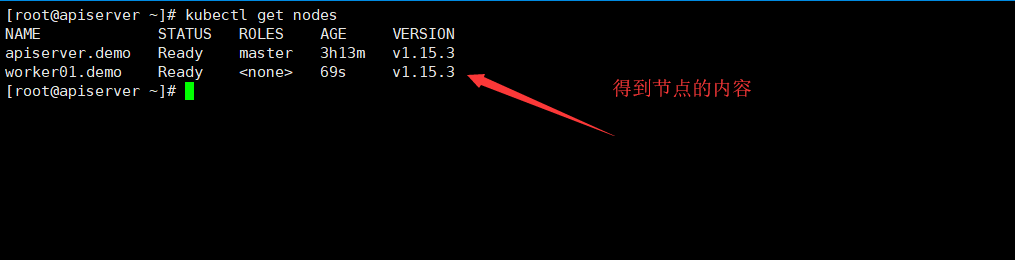 [root@apiserver ~]# kubectl get nodes
NAME STATUS ROLES AGE VERSION
apiserver.demo Ready master 3h13m v1.15.3
worker01.demo Ready <none> 69s v1.15.3
得到节点的内容
[root@apiserver ~]#